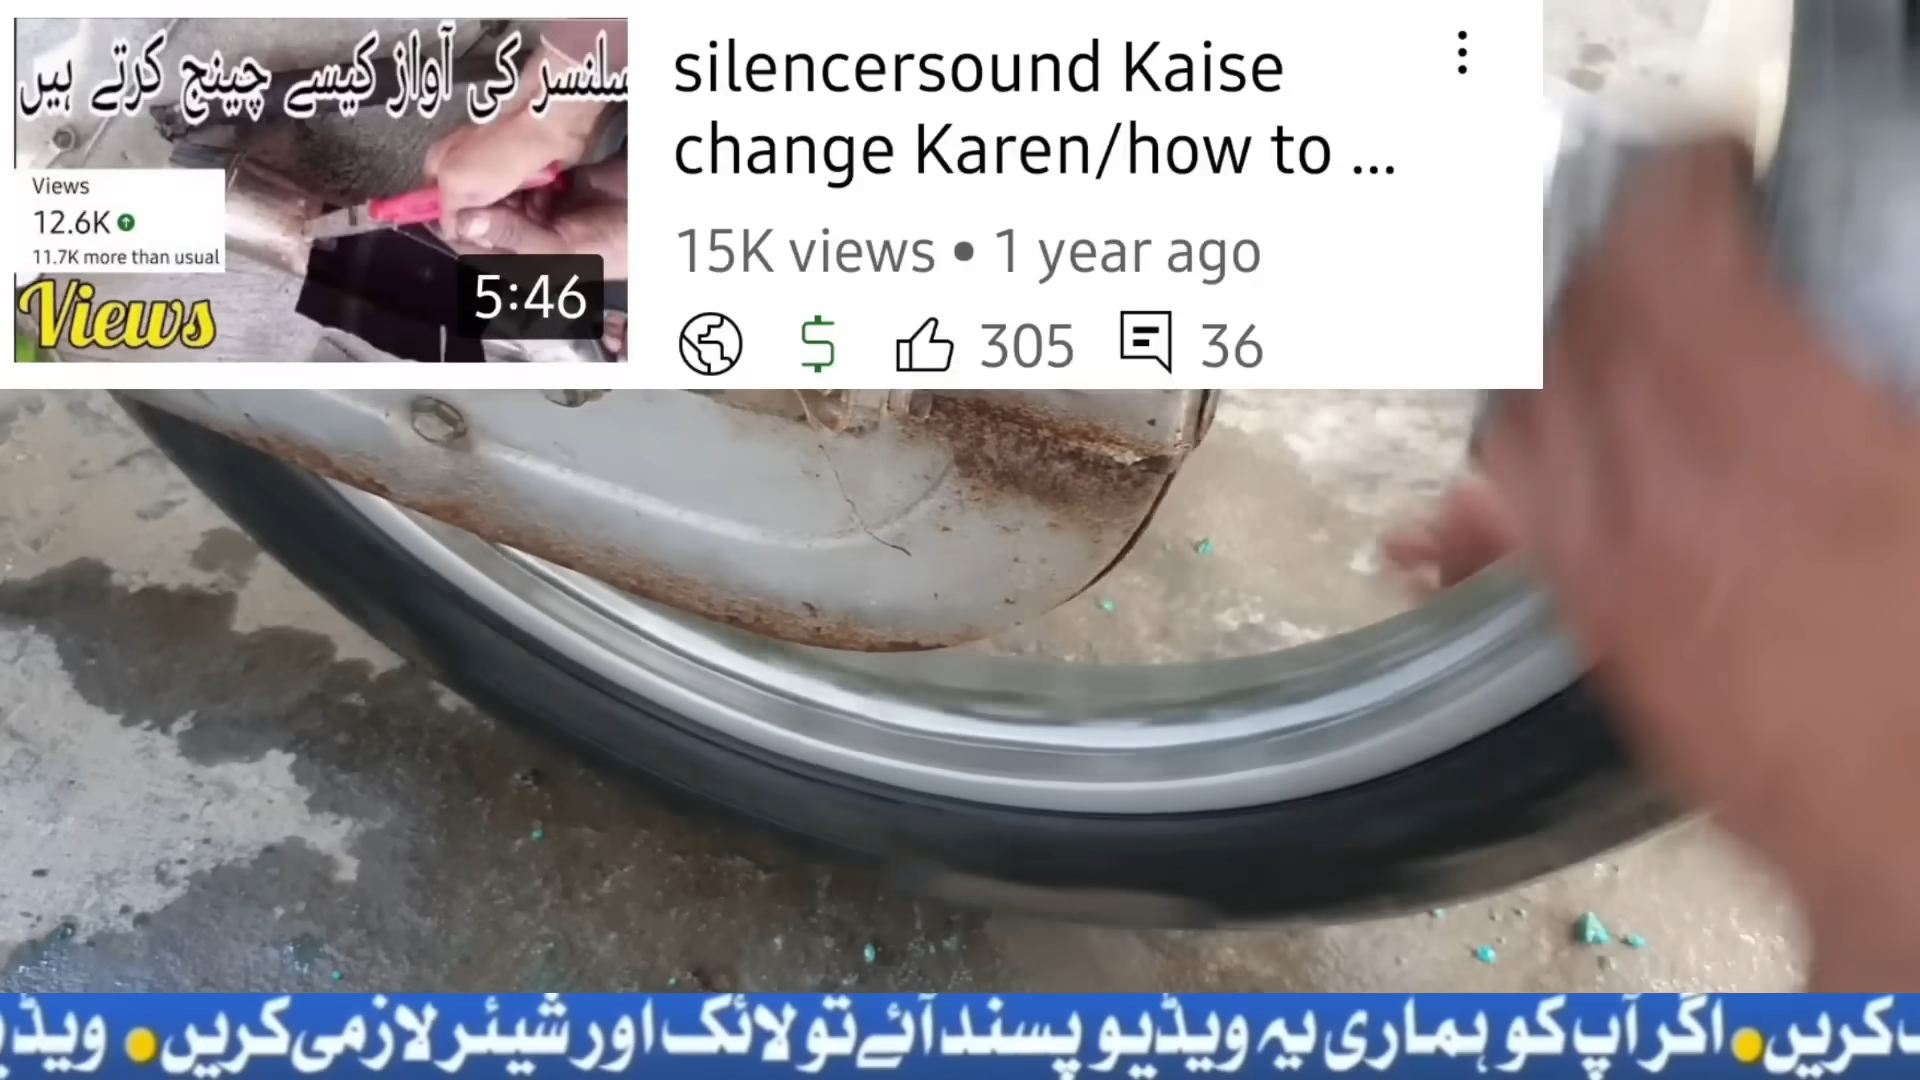 سلنسر کی آواز کیسے چینج کرتے ہیں
Views
12.6K
11.7K more than usual
Views
5:46
silencersound Kaise
change Karen/how to ...
15K views • 1 year ago
305 36
کریں • اگر آپ کو ہماری یہ ویڈیو پسند آئے تو لائک اور شیئر لازمی کریں •